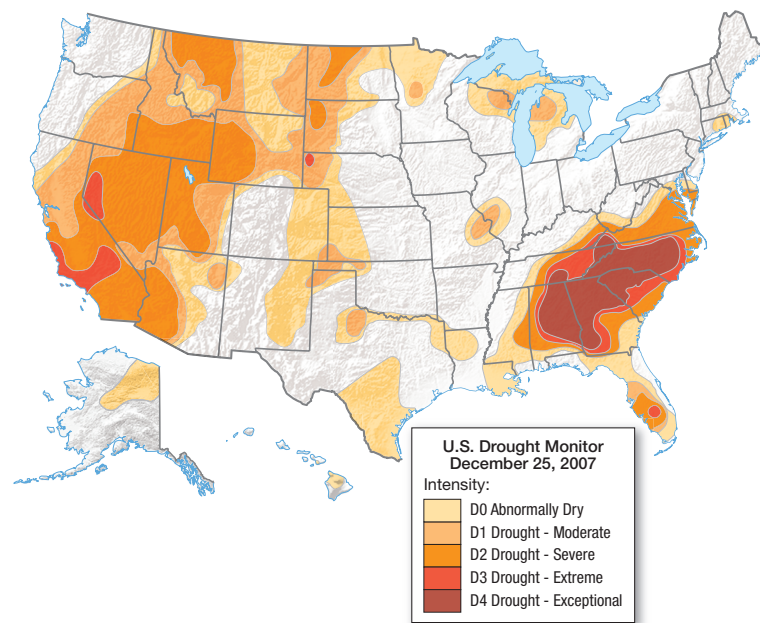 U.S. Drought Monitor
December 25, 2007
Intensity:
D0 Abnormally Dry
D1 Drought - Moderate
D2 Drought - Severe
D3 Drought - Extreme
D4 Drought - Exceptional